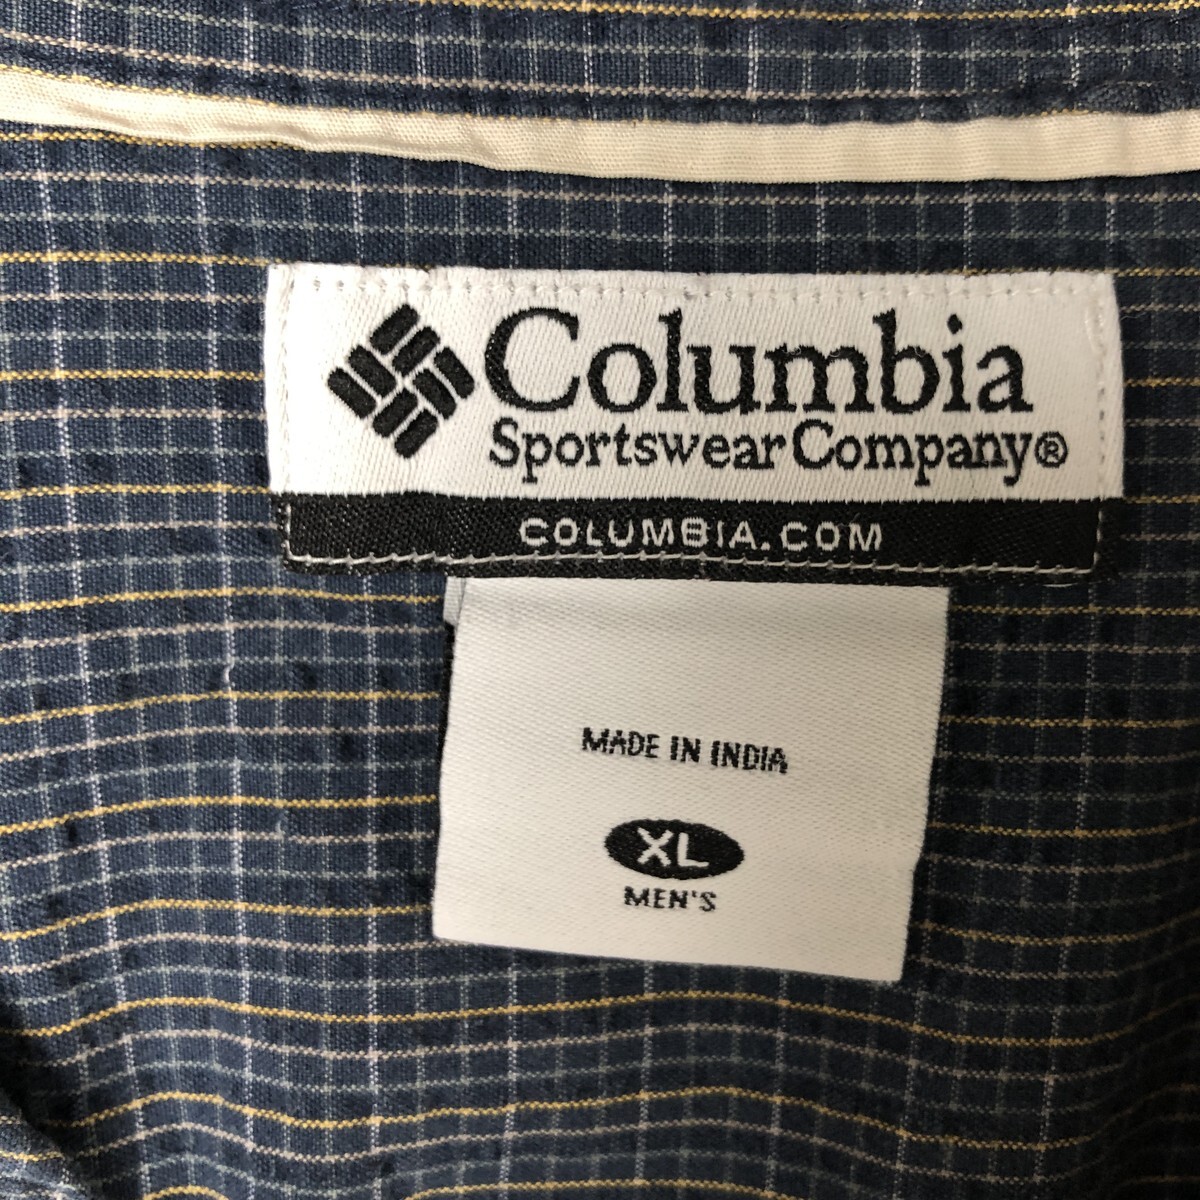 Columbia
Sportswear Company®
COLUMBIA.COM
MADE IN INDIA
XL
MEN'S